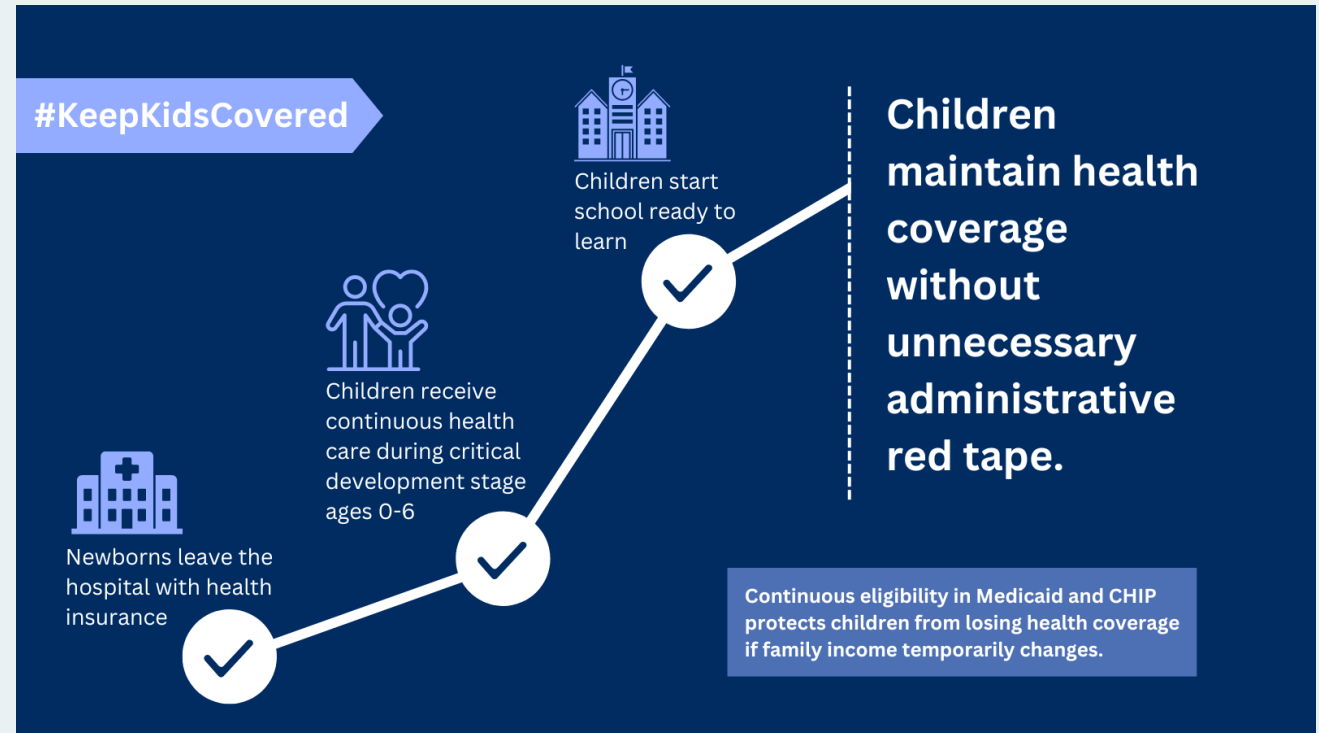 #KeepKidsCovered
Children start
school ready to
learn
Children receive
continuous health
care during critical
development stage
ages 0-6
Newborns leave the
hospital with health
insurance
Children
maintain health
coverage
without
unnecessary
administrative
red tape.
Continuous eligibility in Medicaid and CHIP
protects children from losing health coverage
if family income temporarily changes.